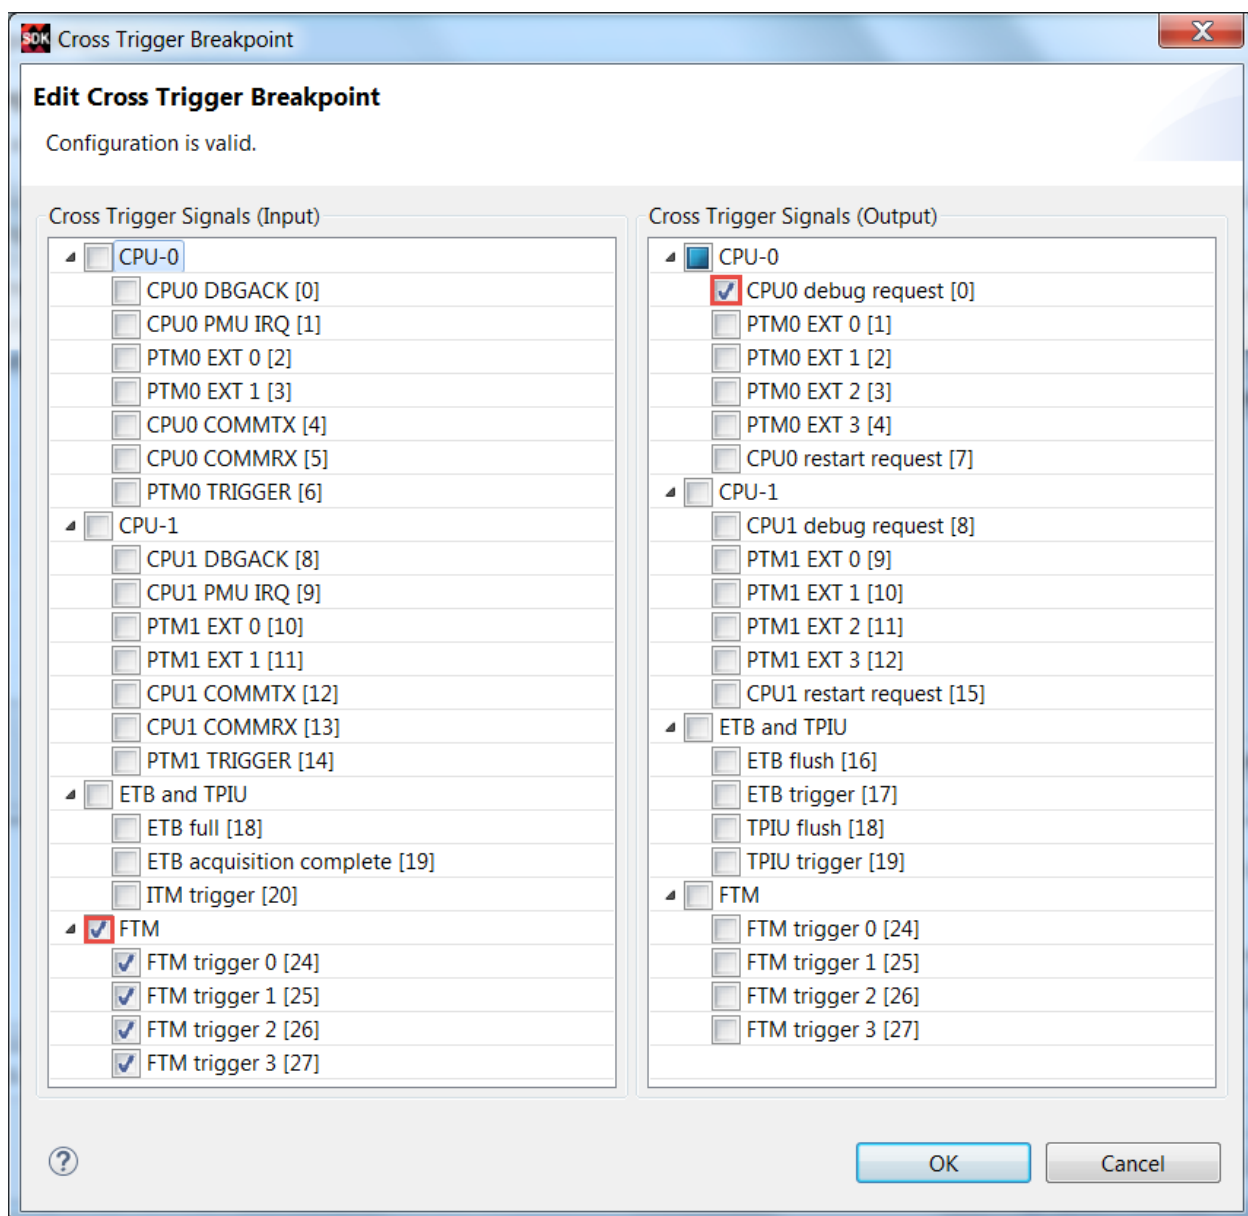 SDK Cross Trigger Breakpoint
Edit Cross Trigger Breakpoint
Configuration is valid.
Cross Trigger Signals (Input)
CPU-0
CPU0 DBGACK [0]
CPU0 PMU IRQ [1]
PTM0 EXT 0 [2]
PTM0 EXT 1 [3]
CPU0 COMMTX [4]
CPU0 COMMRX [5]
PTM0 TRIGGER [6]
CPU-1
CPU1 DBGACK [8]
CPU1 PMU IRQ [9]
PTM1 EXT 0 [10]
PTM1 EXT 1 [11]
CPU1 COMMTX [12]
CPU1 COMMRX [13]
PTM1 TRIGGER [14]
ETB and TPIU
ETB full [18]
ETB acquisition complete [19]
ITM trigger [20]
FTM
FTM trigger 0 [24]
FTM trigger 1 [25]
FTM trigger 2 [26]
FTM trigger 3 [27]
Cross Trigger Signals (Output)
CPU-0
CPU0 debug request [0]
PTM0 EXT 0 [1]
PTM0 EXT 1 [2]
PTM0 EXT 2 [3]
PTM0 EXT 3 [4]
CPU0 restart request [7]
CPU-1
CPU1 debug request [8]
PTM1 EXT 0 [9]
PTM1 EXT 1 [10]
PTM1 EXT 2 [11]
PTM1 EXT 3 [12]
CPU1 restart request [15]
ETB and TPIU
ETB flush [16]
ETB trigger [17]
TPIU flush [18]
TPIU trigger [19]
FTM
FTM trigger 0 [24]
FTM trigger 1 [25]
FTM trigger 2 [26]
FTM trigger 3 [27]
?
OK
Cancel